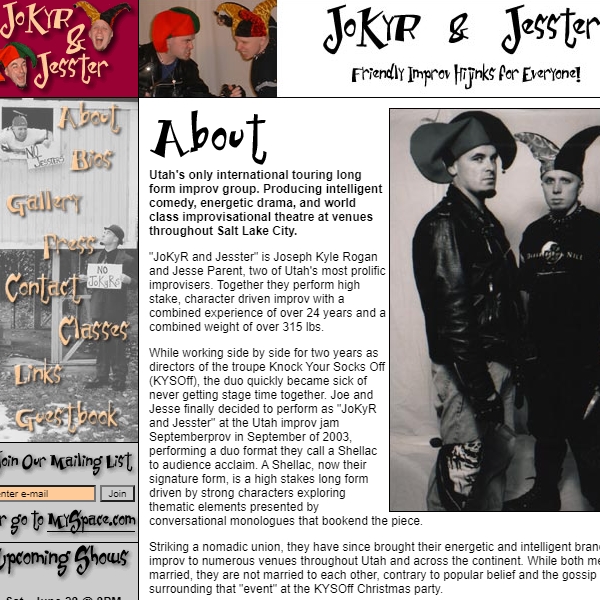 JoKyR
&
Jesster
JoKyR & Jesster
Friendly Improv Hijinks for Everyone!
About
Bios
NO JESSTERS
Gallery
Press
NO JoKyRs
Contact
Classes
Links
Guestbook
Join Our Mailing List
enter e-mail
Join
or go to MySpace.com
Upcoming Shows
Sat., June 28 @ 8PM
About
Utah's only international touring long
form improv group. Producing intelligent
comedy, energetic drama, and world
class improvisational theatre at venues
throughout Salt Lake City.
"JoKyR and Jesster" is Joseph Kyle Rogan
and Jesse Parent, two of Utah's most prolific
improvisers. Together they perform high
stake, character driven improv with a
combined experience of over 24 years and a
combined weight of over 315 lbs.
While working side by side for two years as
directors of the troupe Knock Your Socks Off
(KYSOff), the duo quickly became sick of
never getting stage time together. Joe and
Jesse finally decided to perform as "JoKyR
and Jesster" at the Utah improv jam
Septemberprov in September of 2003,
performing a duo format they call a Shellac
to audience acclaim. A Shellac, now their
signature form, is a high stakes long form
driven by strong characters exploring
thematic elements presented by
conversational monologues that bookend the piece.
Striking a nomadic union, they have since brought their energetic and intelligent bran
improv to numerous venues throughout Utah and across the continent. While both me
married, they are not married to each other, contrary to popular belief and the gossip
surrounding that "event" at the KYSOff Christmas party.